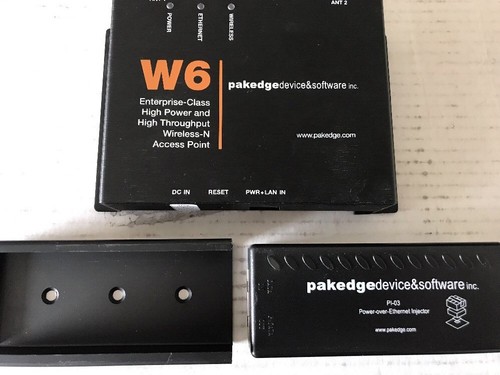 ANT 2
POWER
ETHERNET
WIRELESS
W6
Enterprise-Class
High Power and
High Throughput
Wireless-N
Access Point
pakedgedevice&software inc.
www.pakedge.com
DC IN RESET PWR+LAN IN
pakedgedevice&software inc.
PI-03
Power-over-Ethernet Injector
www.pakedge.com